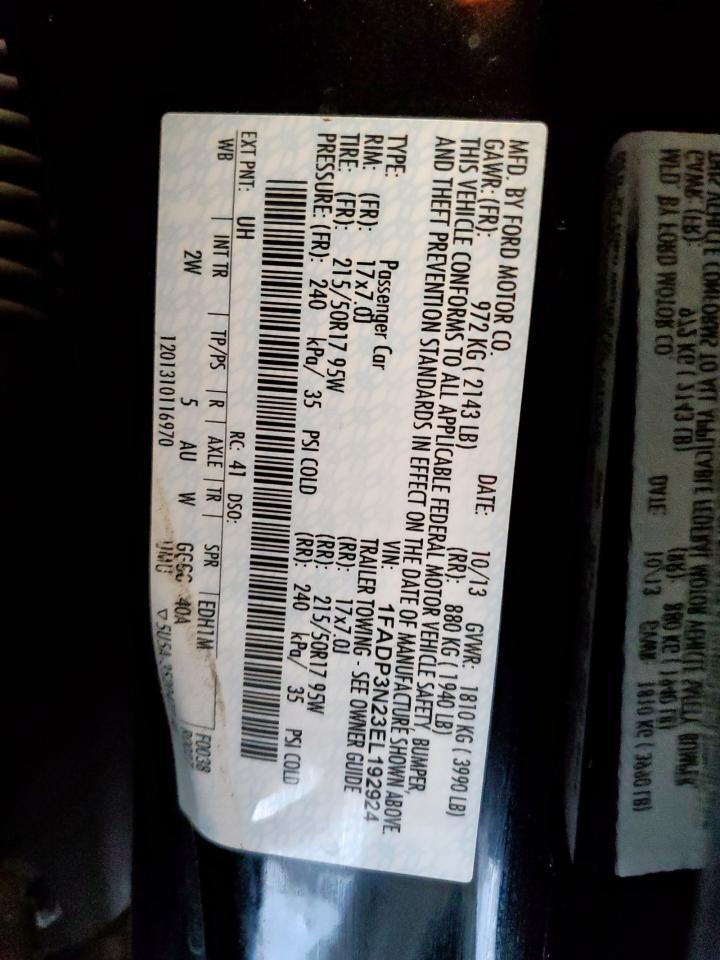 MFD. BY FORD MOTOR CO. DATE: 10/13 GVWR: 1810 KG ( 3990 LB)
GAWR: (FR): 972 KG ( 2143 LB) (RR): 880 KG ( 1940 LB)
THIS VEHICLE CONFORMS TO ALL APPLICABLE FEDERAL MOTOR VEHICLE SAFETY, BUMPER,
AND THEFT PREVENTION STANDARDS IN EFFECT ON THE DATE OF MANUFACTURE SHOWN ABOVE.
VIN: 1FADP3N23EL192924
TYPE: Passenger Car TRAILER TOWING - SEE OWNER GUIDE
RIM: (FR): 17x7.0J (RR): 17x7.0J
TIRE: (FR): 215/50R17 95W (RR): 215/50R17 95W
PRESSURE: (FR): 240 kPa/ 35 PSI COLD (RR): 240 kPa/ 35 PSI COLD
EXT PNT: UH RC: 41 DSO:
WB INT TR TP/PS R AXLE TR SPR EDH1M F0038
2W 5 AU W 40A
1201310116970